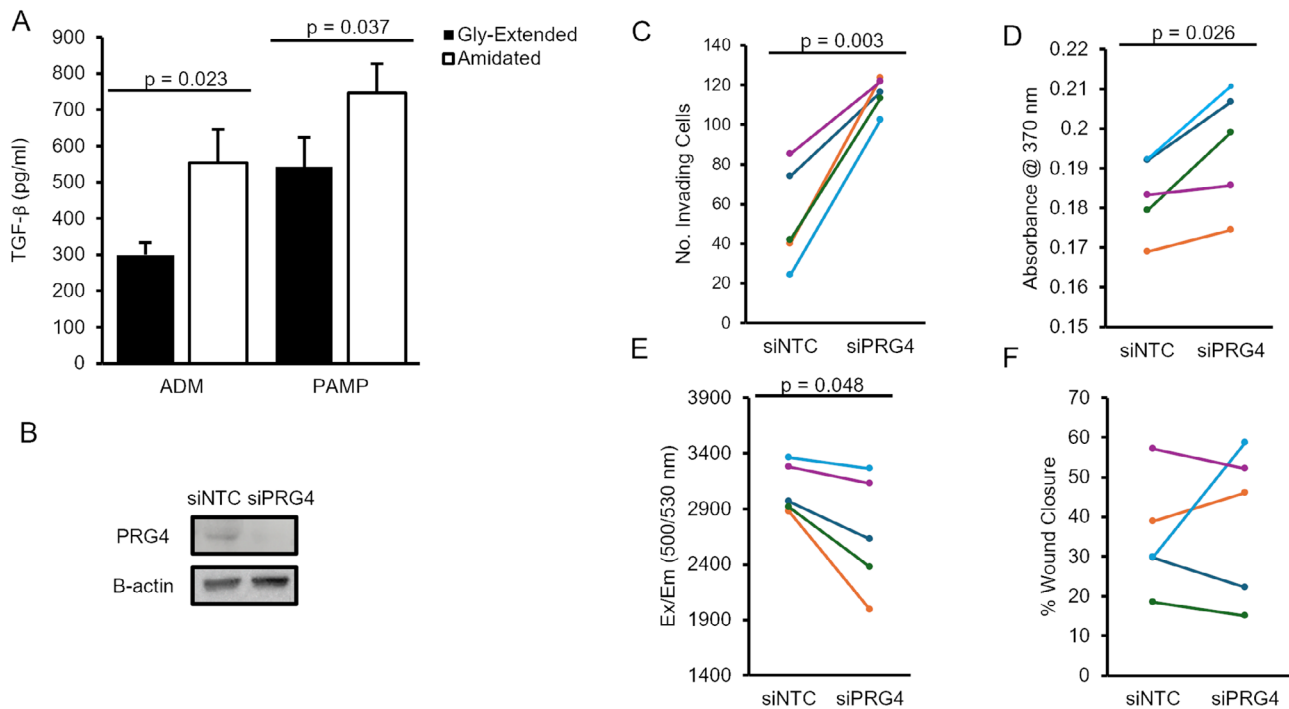 A
900
800
700
600
500
400
300
200
100
0
TGF-β (pg/ml)
p = 0.023
p = 0.037
Gly-Extended
Amidated
ADM
PAMP
B
siNTC siPRG4
PRG4
B-actin
C
140
120
100
80
60
40
20
0
No. Invading Cells
p = 0.003
siNTC
siPRG4
D
0.22
0.21
0.2
0.19
0.18
0.17
0.16
0.15
Absorbance @ 370 nm
p = 0.026
siNTC
siPRG4
E
3900
3400
2900
2400
1900
1400
Ex/Em (500/530 nm)
p = 0.048
siNTC
siPRG4
F
70
60
50
40
30
20
10
0
% Wound Closure
siNTC
siPRG4